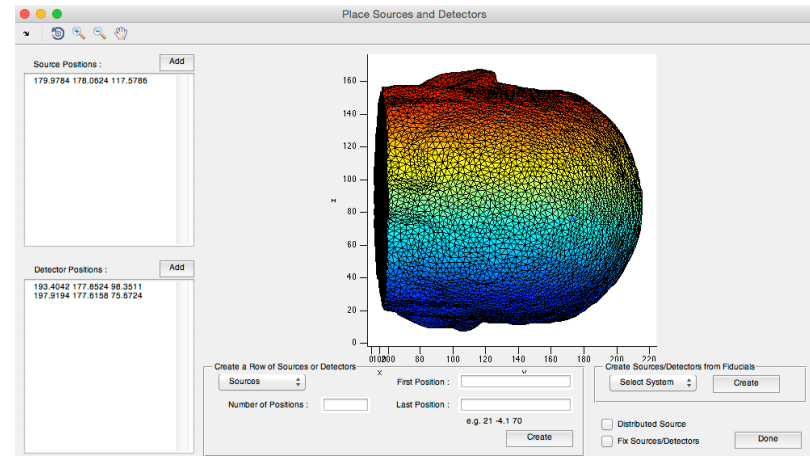 Place Sources and Detectors
Source Positions :
Add
179.9784 178.0624 117.5786
Detector Positions :
Add
193.4042 177.8524 98.3511
197.9194 177.6158 75.6724
160
140
120
100
80
60
40
20
0
z
80 100 120 140 160 180 200 220
x
Y
Create a Row of Sources or Detectors
Sources
First Position :
Number of Positions :
Last Position :
e.g. 21 -4.1 70
Create
Create Sources/Detectors from Fiducials
Select System
Create
Distributed Source
Fix Sources/Detectors
Done